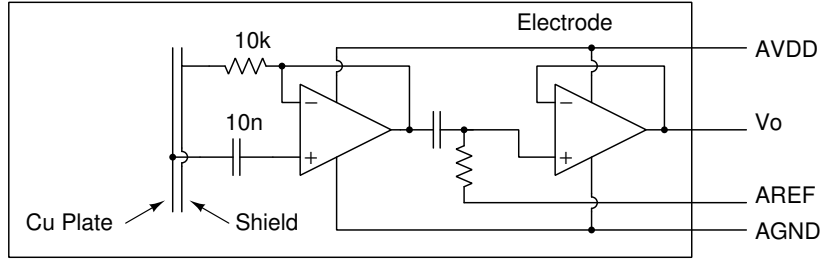 Electrode
10k
AVDD
−
−
10n
Vo
+
+
AREF
Cu Plate
Shield
AGND